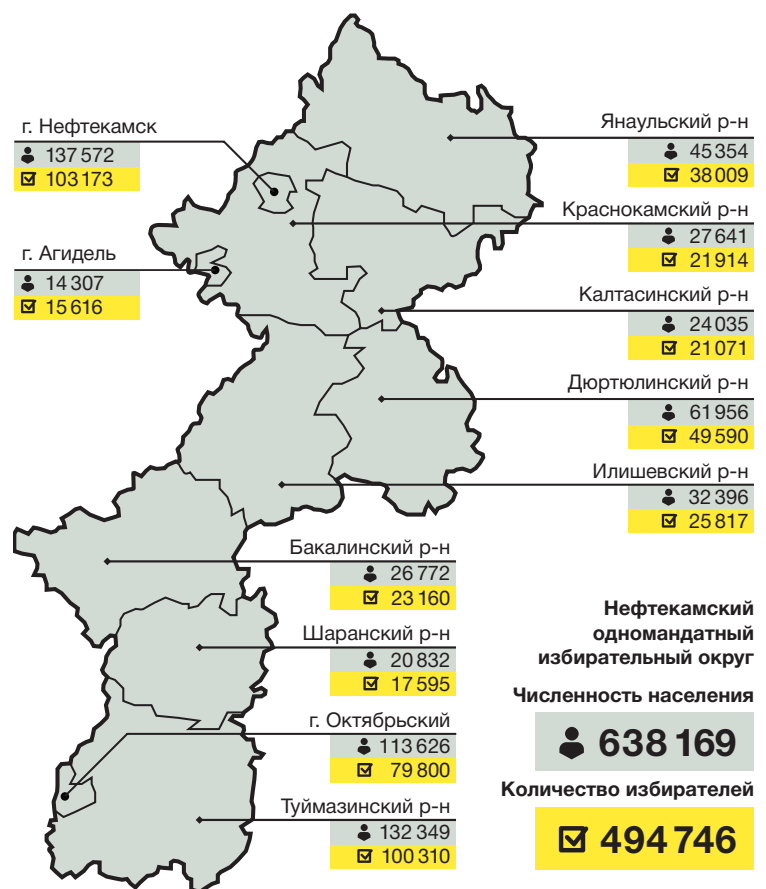 г. Нефтекамск
137 572
103 173
г. Агидель
14 307
15 616
Янаульский р-н
45 354
38 009
Краснокамский р-н
27 641
21 914
Калтасинский р-н
24 035
21 071
Дюртюлинский р-н
61 956
49 590
Илишевский р-н
32 396
25 817
Бакалинский р-н
26 772
23 160
Шаранский р-н
20 832
17 595
г. Октябрьский
113 626
79 800
Туймазинский р-н
132 349
100 310
Нефтекамский
одномандатный
избирательный округ
Численность населения
638 169
Количество избирателей
494 746